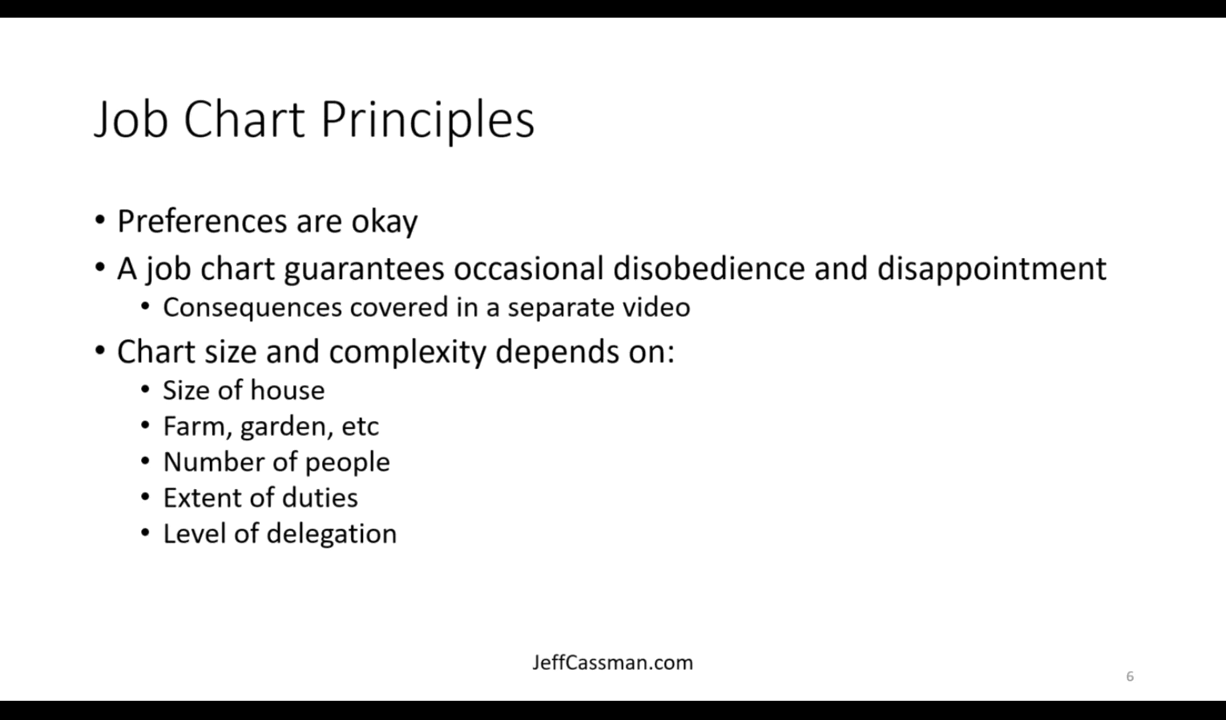 Job Chart Principles
• Preferences are okay
• A job chart guarantees occasional disobedience and disappointment
• Consequences covered in a separate video
• Chart size and complexity depends on:
• Size of house
• Farm, garden, etc
• Number of people
• Extent of duties
• Level of delegation
JeffCassman.com
6